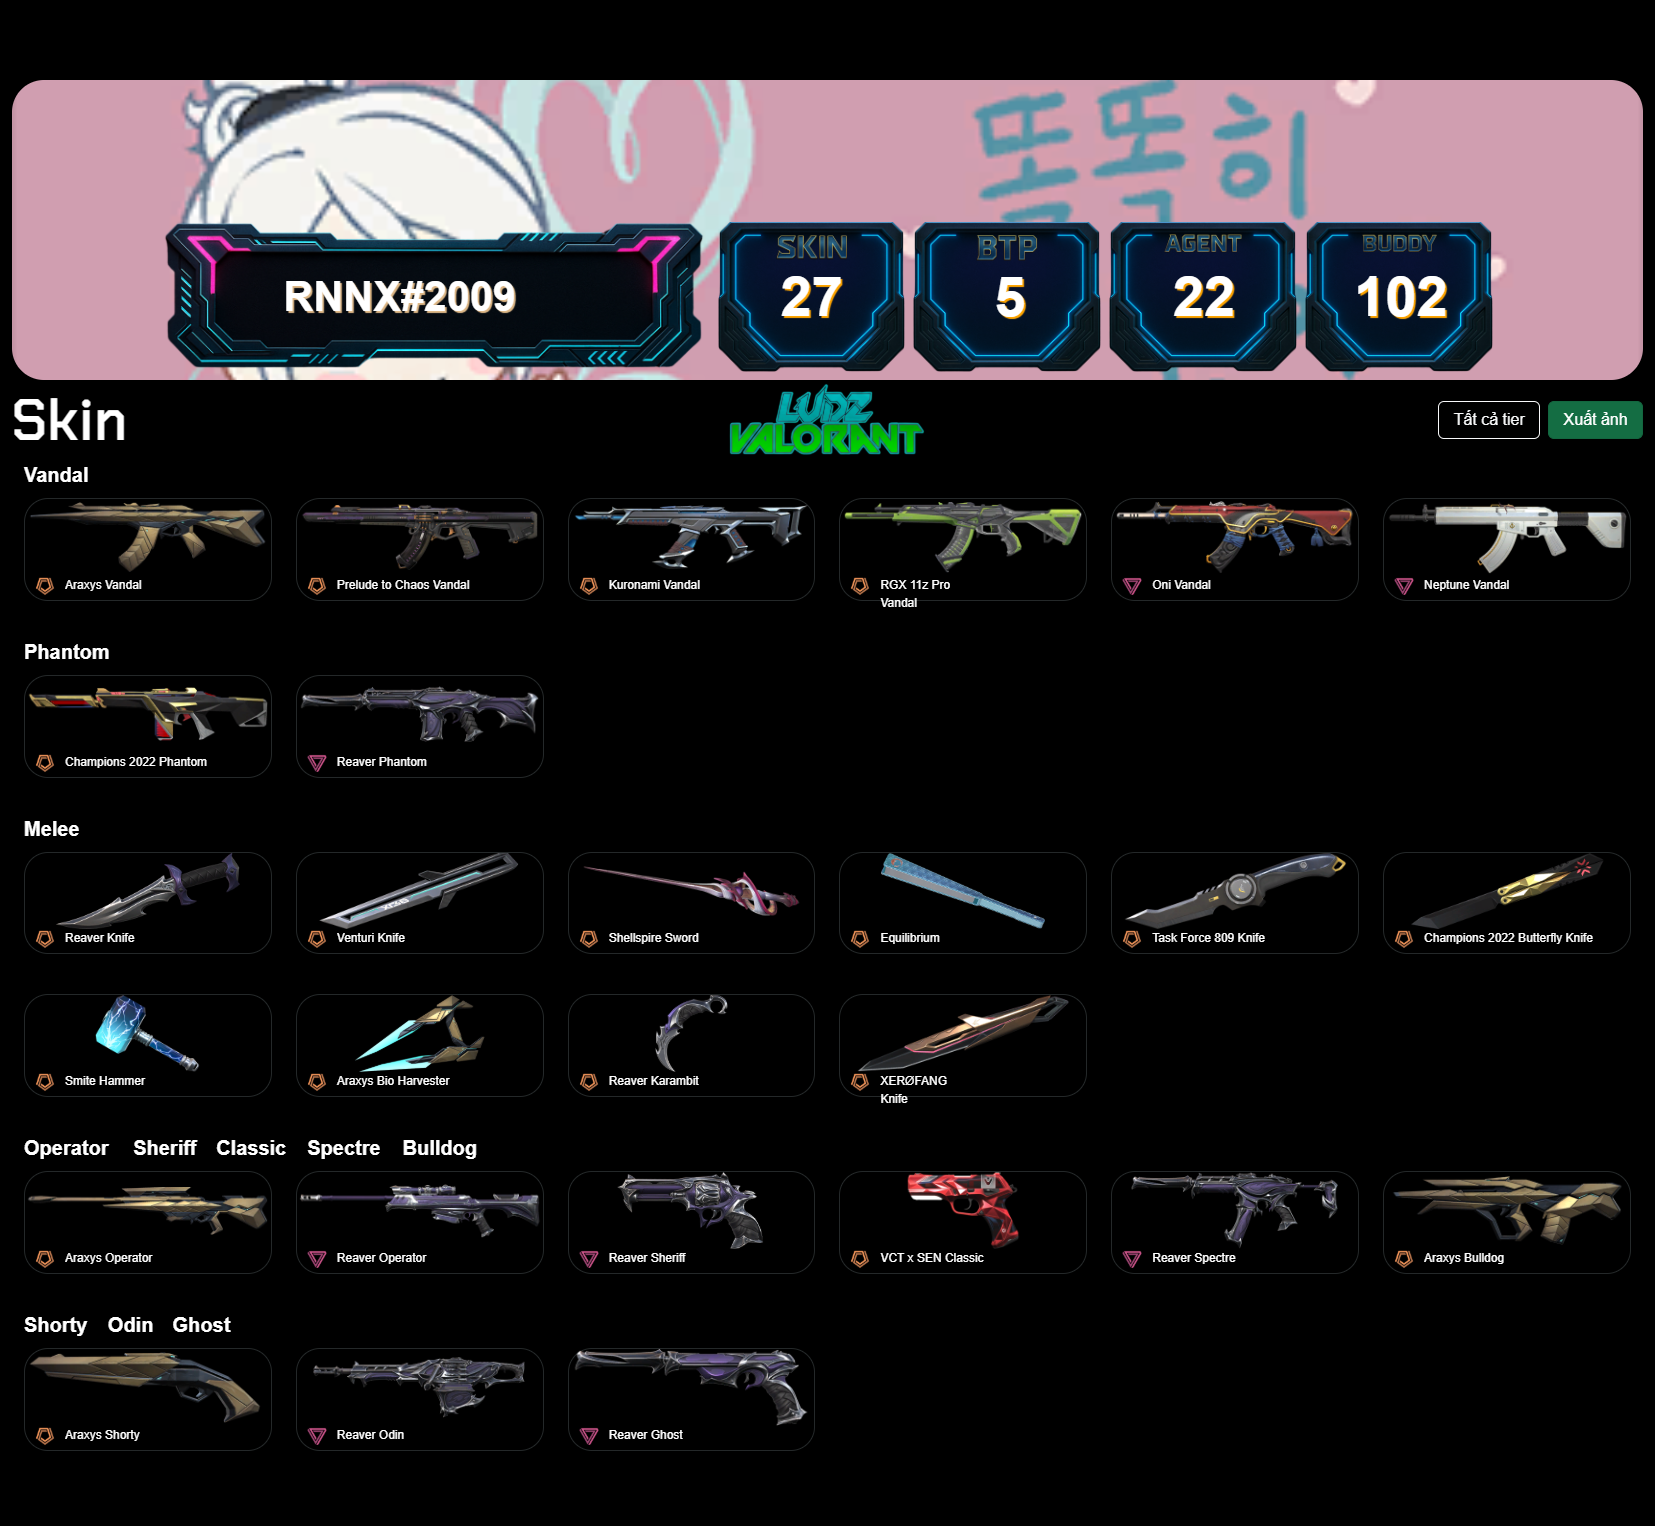 똑똑히
RNNX#2009
SKIN
27
BTP
5
AGENT
22
BUDDY
102
Skin
LUDZ
VALORANT
Tất cả tier
Xuất ảnh
Vandal
Araxys Vandal
Prelude to Chaos Vandal
Kuronami Vandal
RGX 11z Pro
Vandal
Oni Vandal
Neptune Vandal
Phantom
Champions 2022 Phantom
Reaver Phantom
Melee
Reaver Knife
Venturi Knife
Shellspire Sword
Equilibrium
Task Force 809 Knife
Champions 2022 Butterfly Knife
Smite Hammer
Araxys Bio Harvester
Reaver Karambit
XERØFANG
Knife
Operator Sheriff Classic Spectre Bulldog
Araxys Operator
Reaver Operator
Reaver Sheriff
VCT x SEN Classic
Reaver Spectre
Araxys Bulldog
Shorty Odin Ghost
Araxys Shorty
Reaver Odin
Reaver Ghost